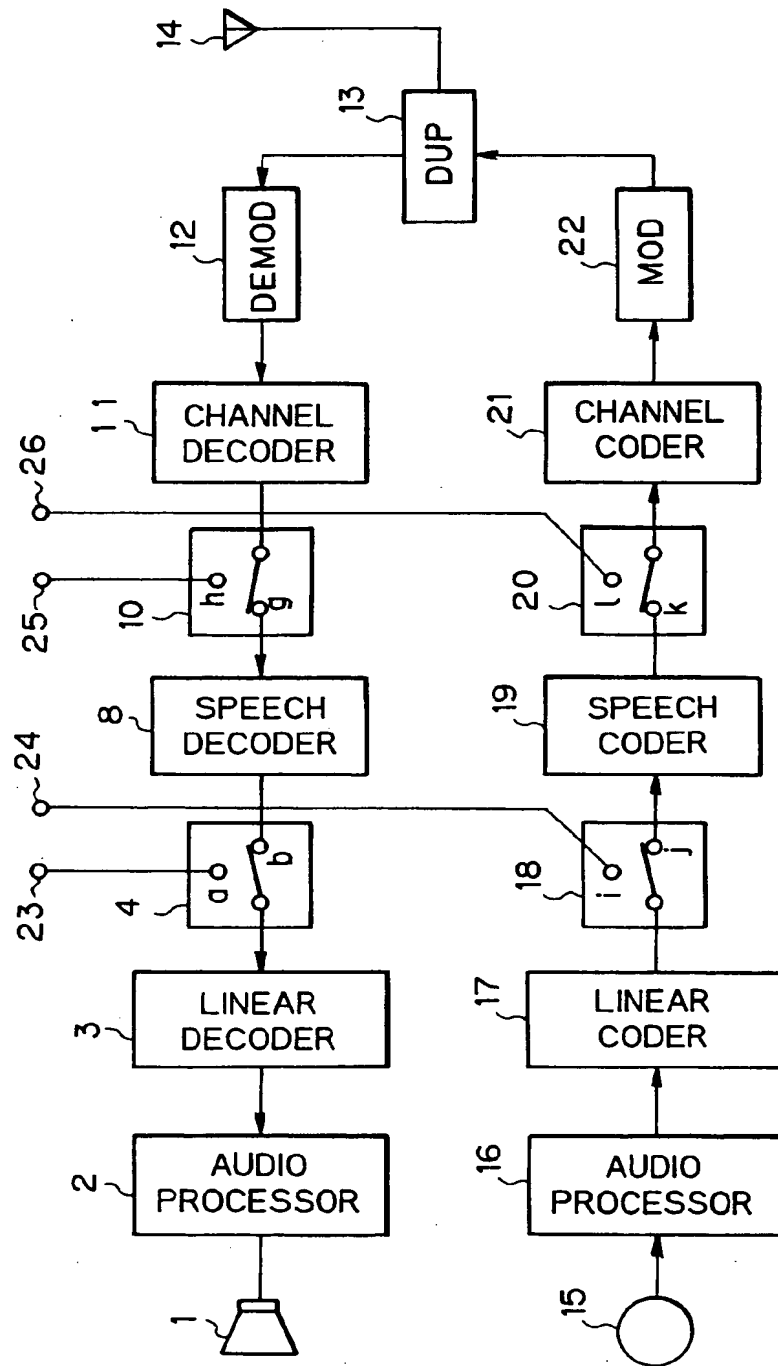 1
2
AUDIO
PROCESSOR
3
LINEAR
DECODER
23
4
a
b
24
8
SPEECH
DECODER
25
10
h
g
26
11
CHANNEL
DECODER
12
DEMOD
13
DUP
14
15
16
AUDIO
PROCESSOR
17
LINEAR
CODER
18
i
j
19
SPEECH
CODER
20
l
k
21
CHANNEL
CODER
22
MOD